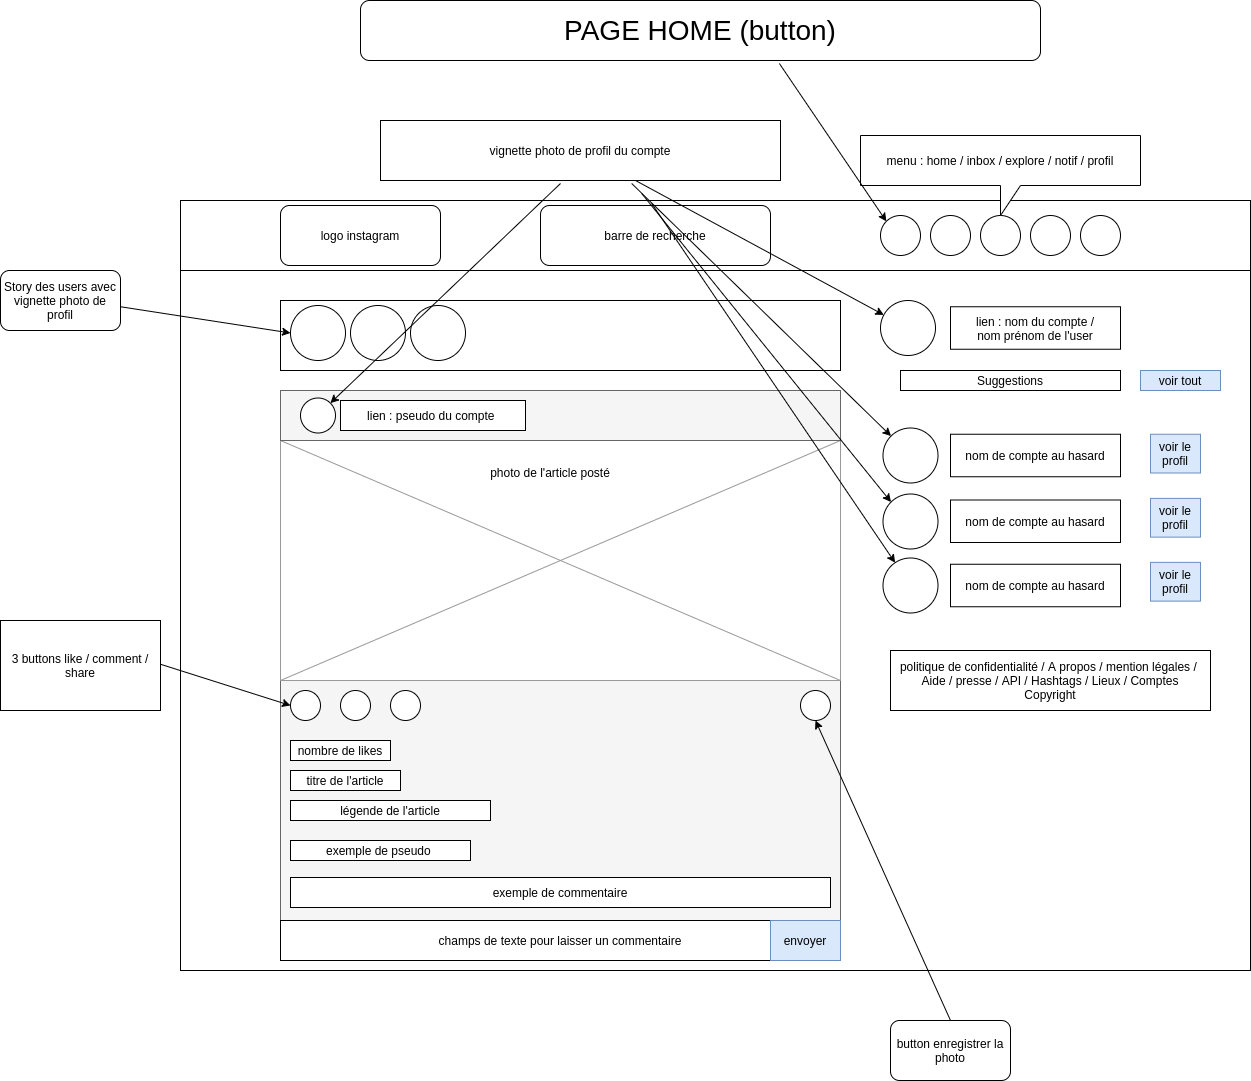 PAGE HOME (button)
vignette photo de profil du compte
menu : home / inbox / explore / notif / profil
logo instagram
barre de recherche
Story des users avec
vignette photo de
profil
lien : nom du compte /
nom prénom de l'user
Suggestions
voir tout
lien : pseudo du compte
photo de l'article posté
nom de compte au hasard
voir le
profil
nom de compte au hasard
voir le
profil
nom de compte au hasard
voir le
profil
3 buttons like / comment /
share
politique de confidentialité / A propos / mention légales /
Aide / presse / API / Hashtags / Lieux / Comptes
Copyright
nombre de likes
titre de l'article
légende de l'article
exemple de pseudo
exemple de commentaire
champs de texte pour laisser un commentaire
envoyer
button enregistrer la
photo